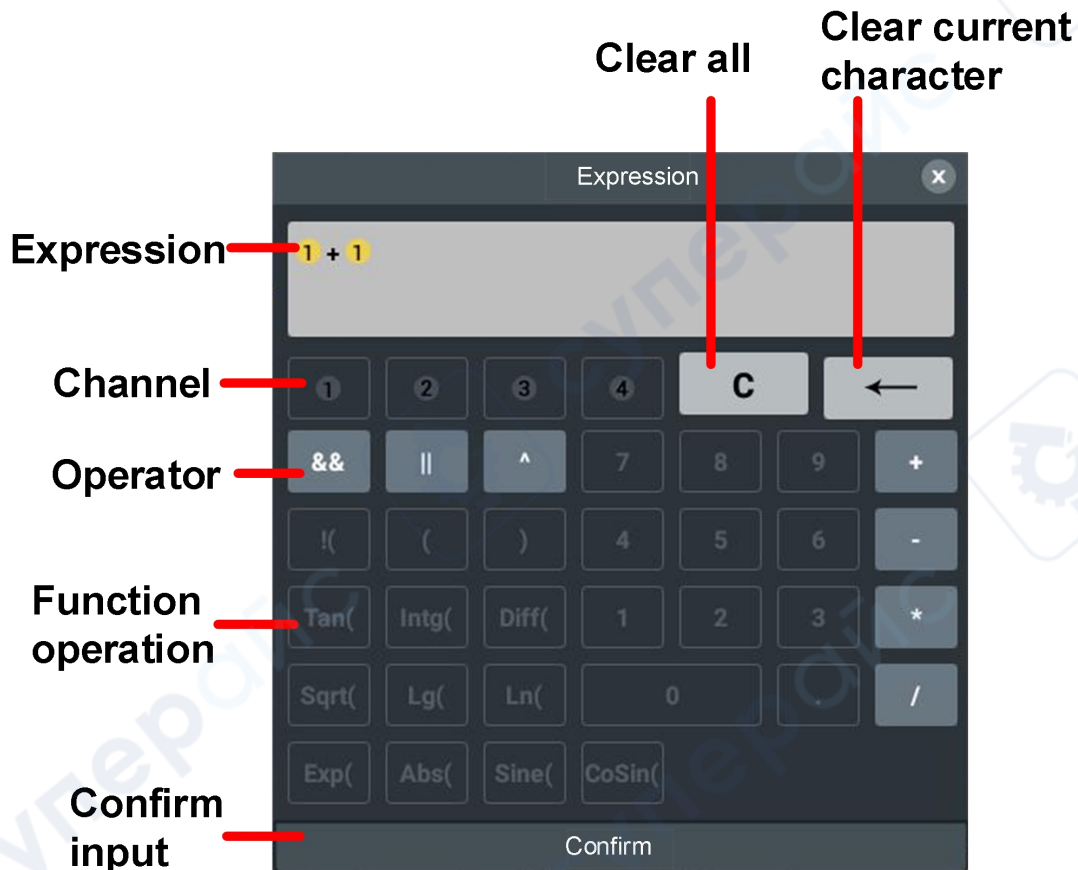 Clear all
Clear current
character
Expression x
Expression
1 + 1
Channel
1 2 3 4 C ←
Operator
&& || ^ 7 8 9 +
!( ( ) 4 5 6 -
Function
operation
Tan( Intg( Diff( 1 2 3 *
Sqrt( Lg( Ln( 0 . /
Exp( Abs( Sine( CoSin(
Confirm
input
Confirm
суперайс